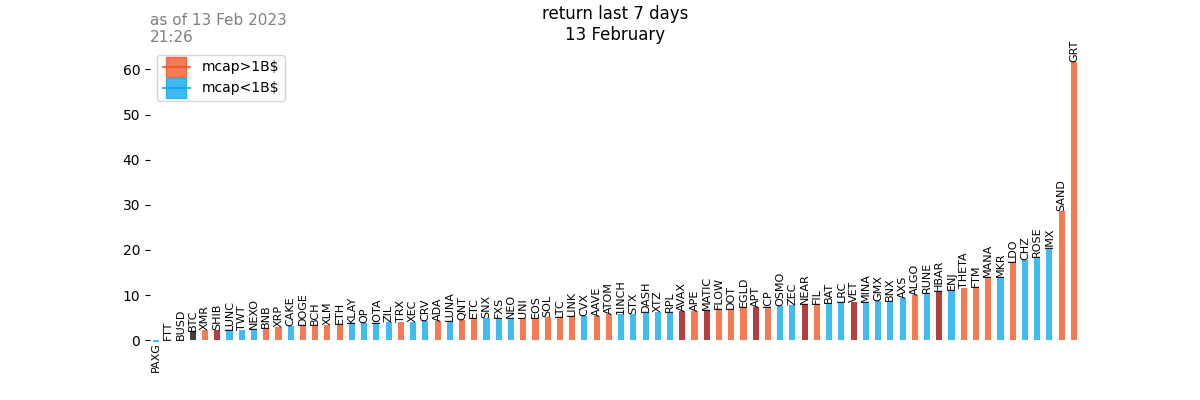 as of 13 Feb 2023
21:26
return last 7 days
13 February
mcap>1B$
mcap<1B$
60
50
40
30
20
10
0
PAXG
FTT
BUSD
BTC
XMR
SHIB
LUNC
TWT
NEXO
BNB
XRP
CAKE
DOGE
BCH
XLM
ETH
KLAY
OP
IOTA
ZIL
TRX
XEC
CRV
ADA
LUNA
QNT
ETC
SNX
FXS
NEO
UNI
EOS
SOL
LTC
LINK
CVX
AAVE
ATOM
1INCH
STX
DASH
XTZ
RPL
AVAX
APE
MATIC
FLOW
DOT
EGLD
APT
ICP
OSMO
ZEC
NEAR
FIL
BAT
LRC
VET
MINA
GMX
BNX
AXS
ALGO
RUNE
HBAR
ENJ
THETA
FTM
MANA
MKR
LDO
CHZ
ROSE
IMX
SAND
GRT